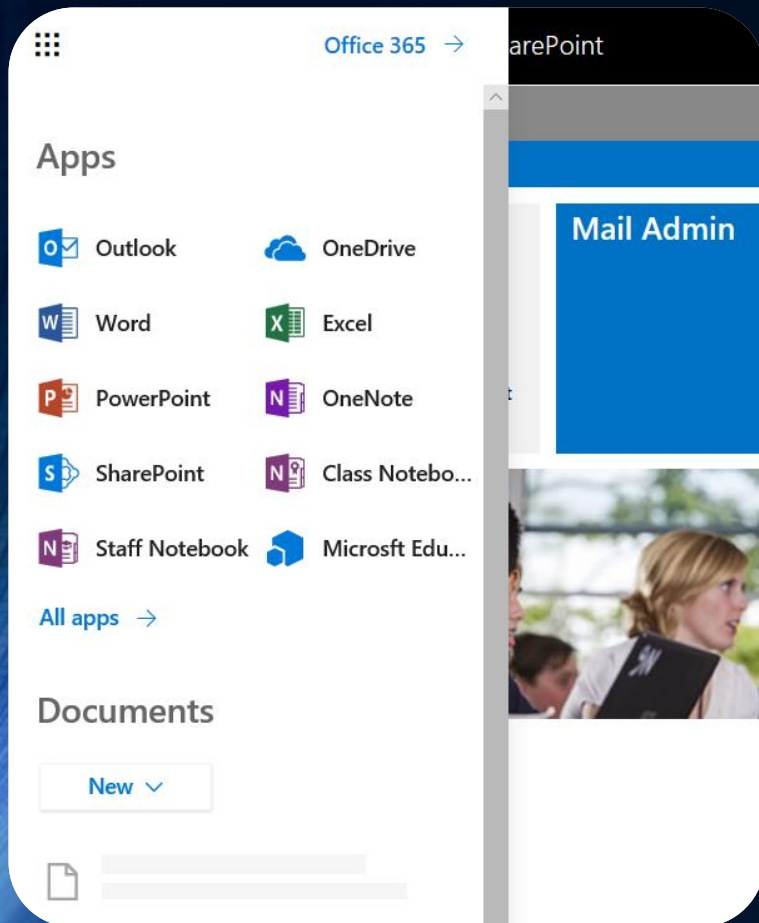 Office 365
arePoint
Apps
Mail Admin
Outlook
OneDrive
Word
Excel
PowerPoint
OneNote
t
SharePoint
Class Notebo...
Staff Notebook
Microsft Edu...
All apps
Documents
New